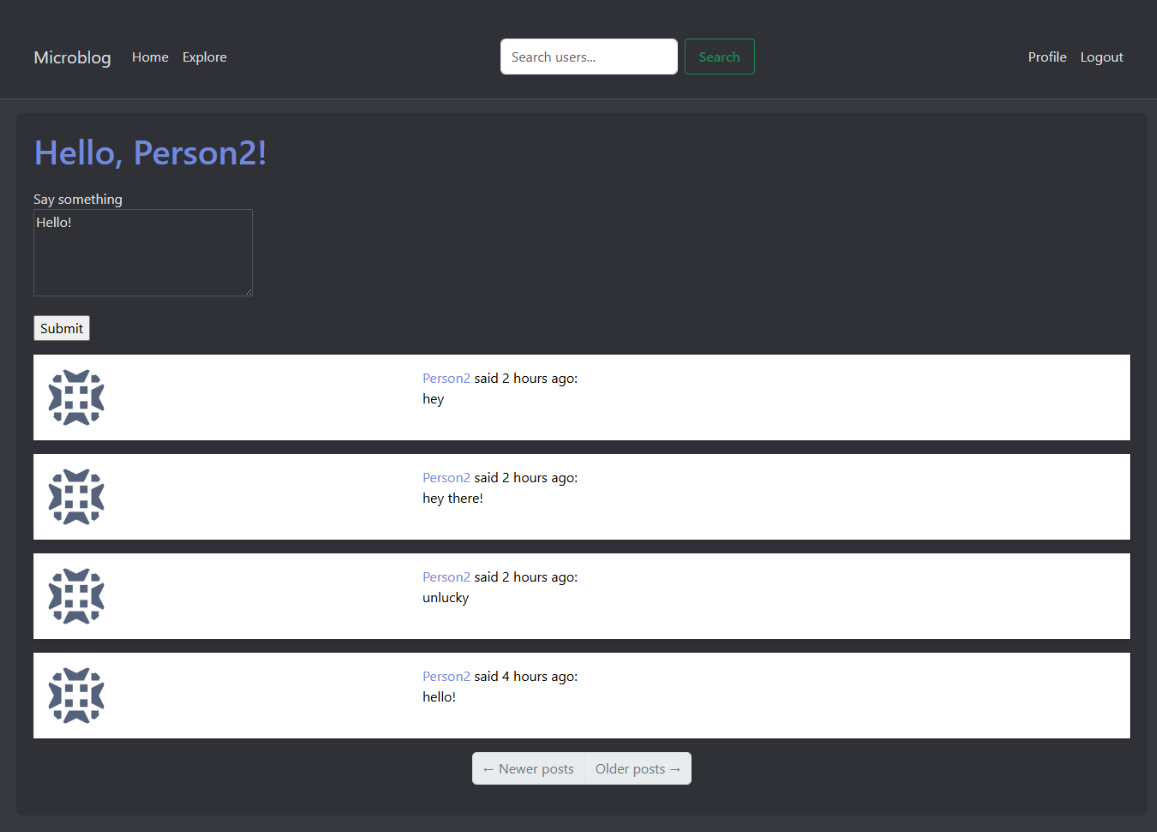 Microblog Home Explore Search users... Search Profile Logout
Hello, Person2!
Say something
Hello!
Submit
Person2 said 2 hours ago:
hey
Person2 said 2 hours ago:
hey there!
Person2 said 2 hours ago:
unlucky
Person2 said 4 hours ago:
hello!
← Newer posts Older posts →